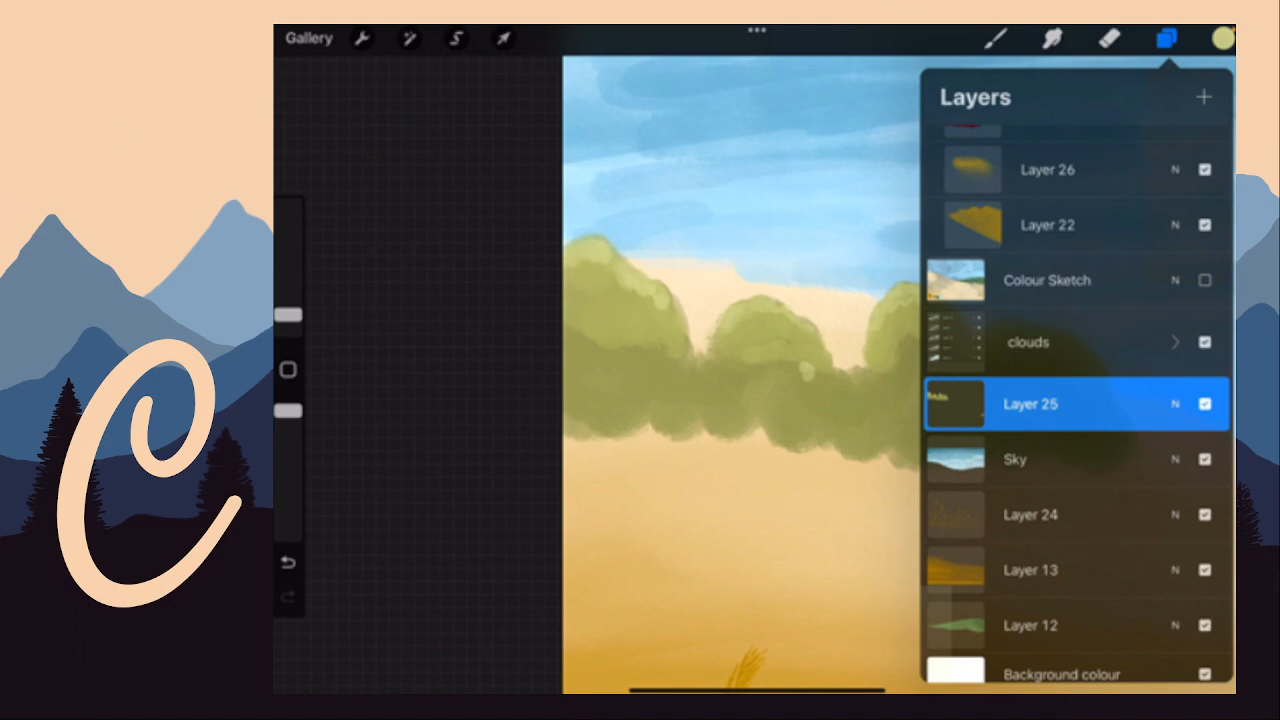 Gallery
Layers
Layer 26 N
Layer 22 N
Colour Sketch N
clouds
Layer 25 N
Sky N
Layer 24 N
Layer 13 N
Layer 12 N
Background colour
C